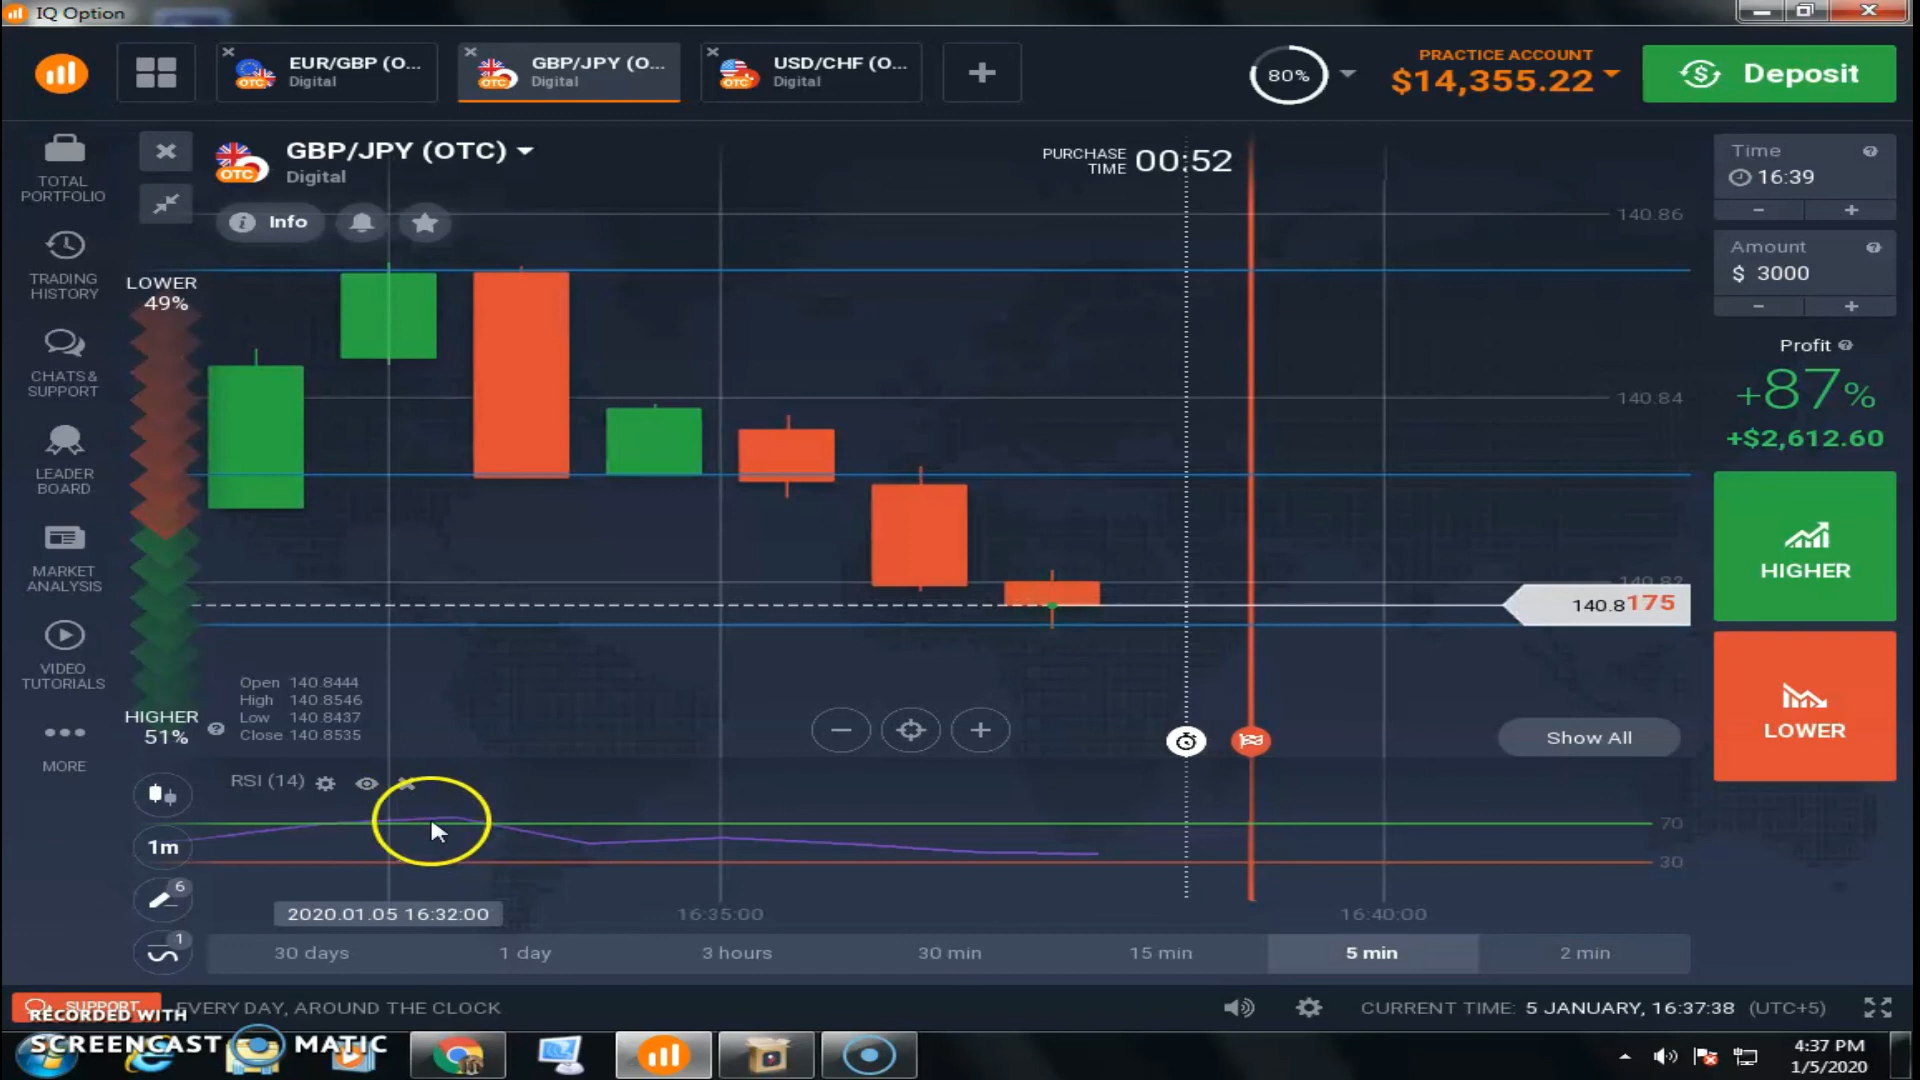 IQ Option
EUR/GBP (O...
Digital
GBP/JPY (O...
Digital
USD/CHF (O...
Digital
80%
PRACTICE ACCOUNT
$14,355.22
Deposit
TOTAL
PORTFOLIO
TRADING
HISTORY
CHATS &
SUPPORT
LEADER
BOARD
MARKET
ANALYSIS
VIDEO
TUTORIALS
MORE
OTC
GBP/JPY (OTC)
Digital
Info
PURCHASE
TIME
00:52
LOWER
49%
HIGHER
51%
Open 140.8444
High 140.8546
Low 140.8437
Close 140.8535
140.86
140.84
140.82
140.8175
Show All
RSI (14)
70
30
1m
6
1
2020.01.05 16:32:00
16:35:00
16:40:00
30 days
1 day
3 hours
30 min
15 min
5 min
2 min
Time
16:39
Amount
$ 3000
Profit
+87%
+$2,612.60
HIGHER
LOWER
SUPPORT
EVERY DAY, AROUND THE CLOCK
CURRENT TIME: 5 JANUARY, 16:37:38 (UTC+5)
RECORDED WITH
SCREENCAST MATIC
4:37 PM
1/5/2020